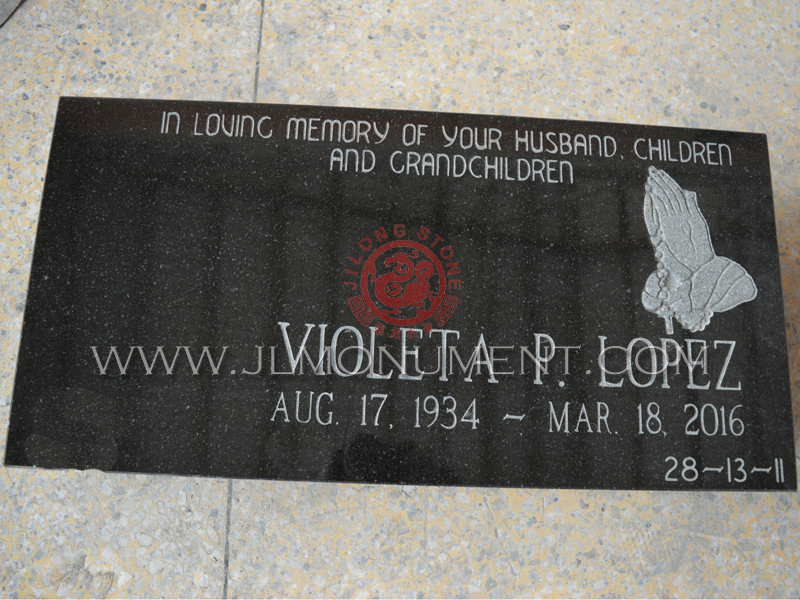 IN LOVING MEMORY OF YOUR HUSBAND, CHILDREN
AND GRANDCHILDREN
JILONG STONE
VIOLETA P. LOPEZ
WWW.JLMONUMENT.COM
AUG. 17, 1934 ~ MAR. 18, 2016
28~13~11